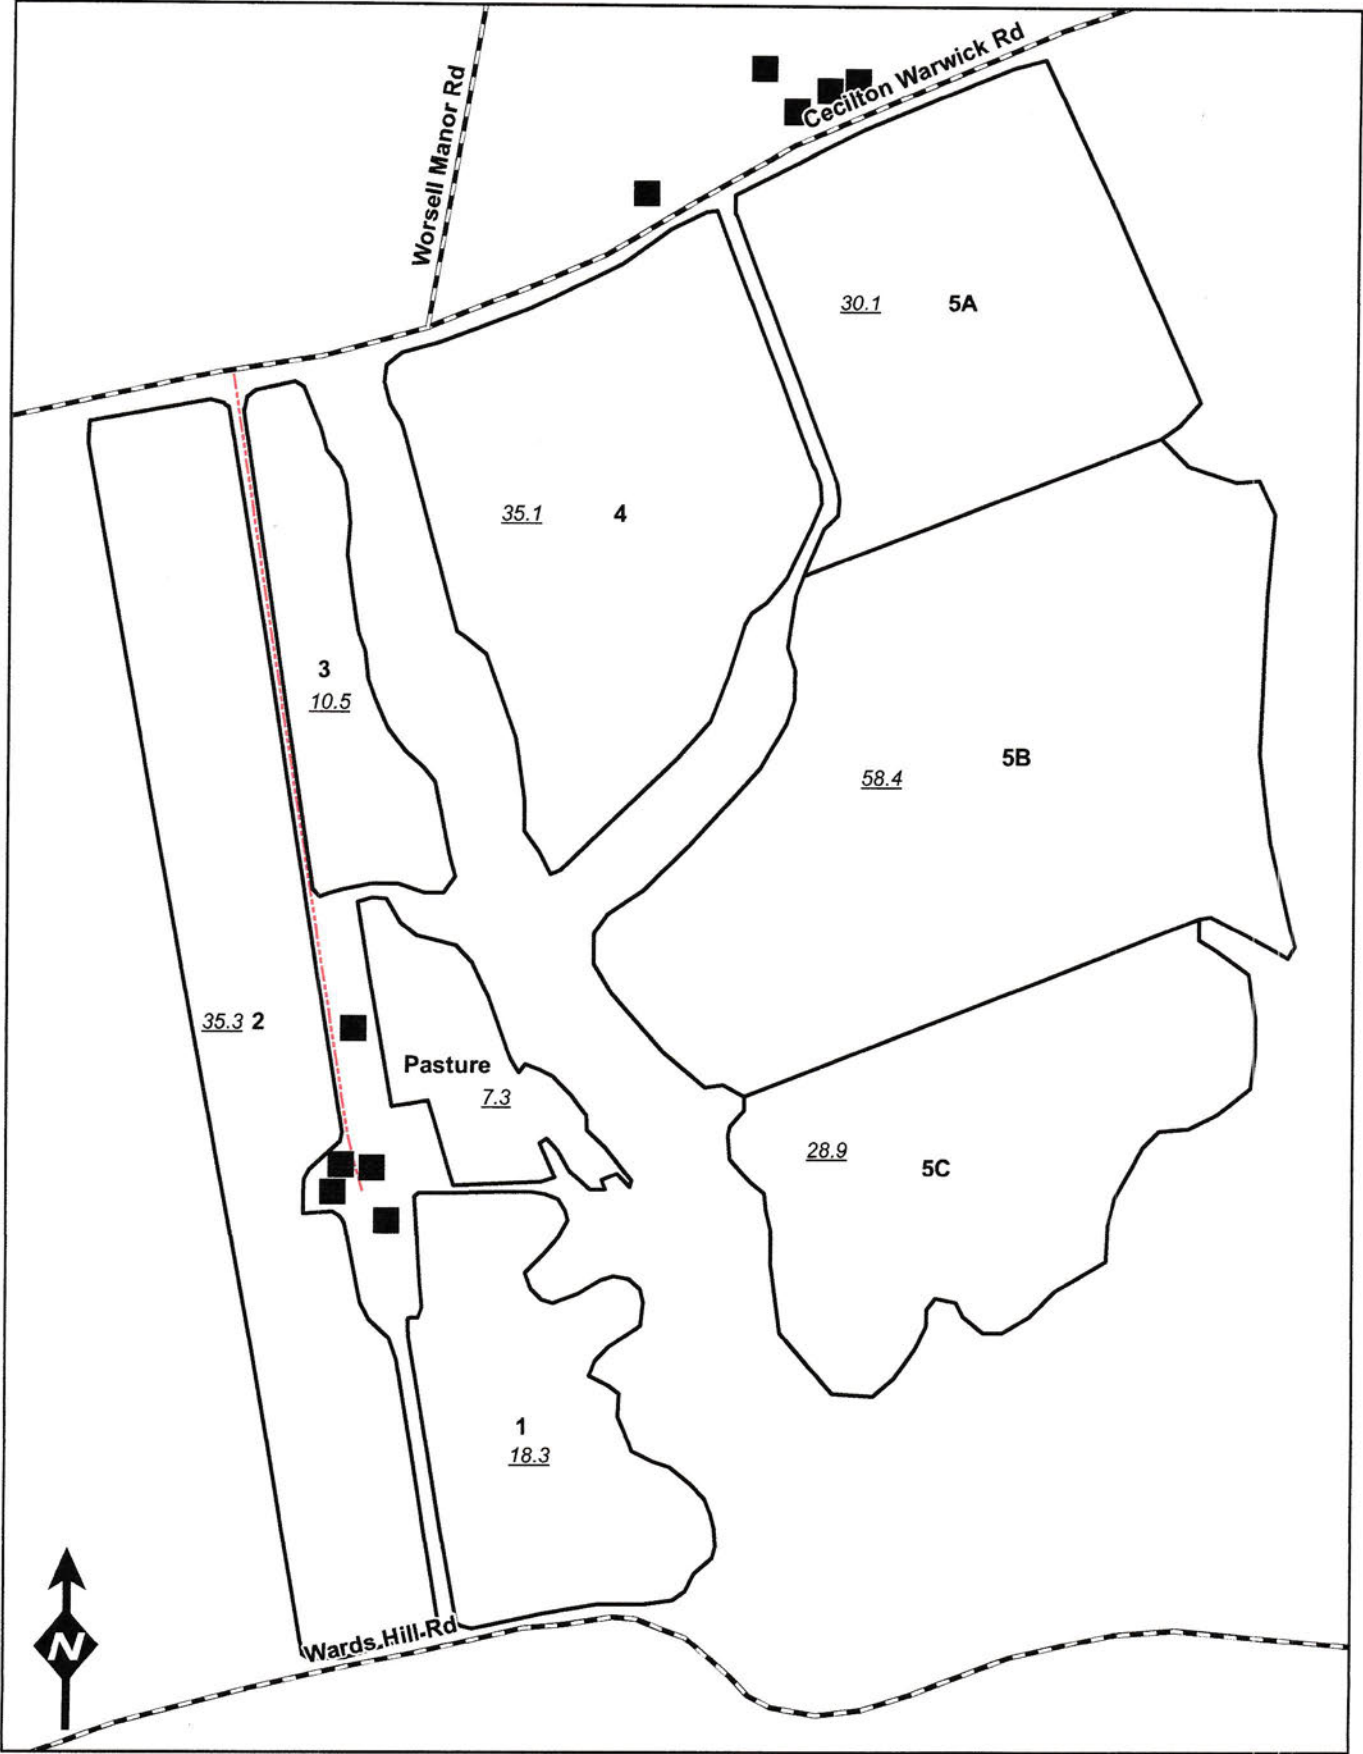 Worsell Manor Rd
Cecilton Warwick Rd
30.1 5A
35.1 4
3
10.5
5B
58.4
35.3 2
Pasture
7.3
28.9
5C
1
18.3
Wards Hill Rd
N